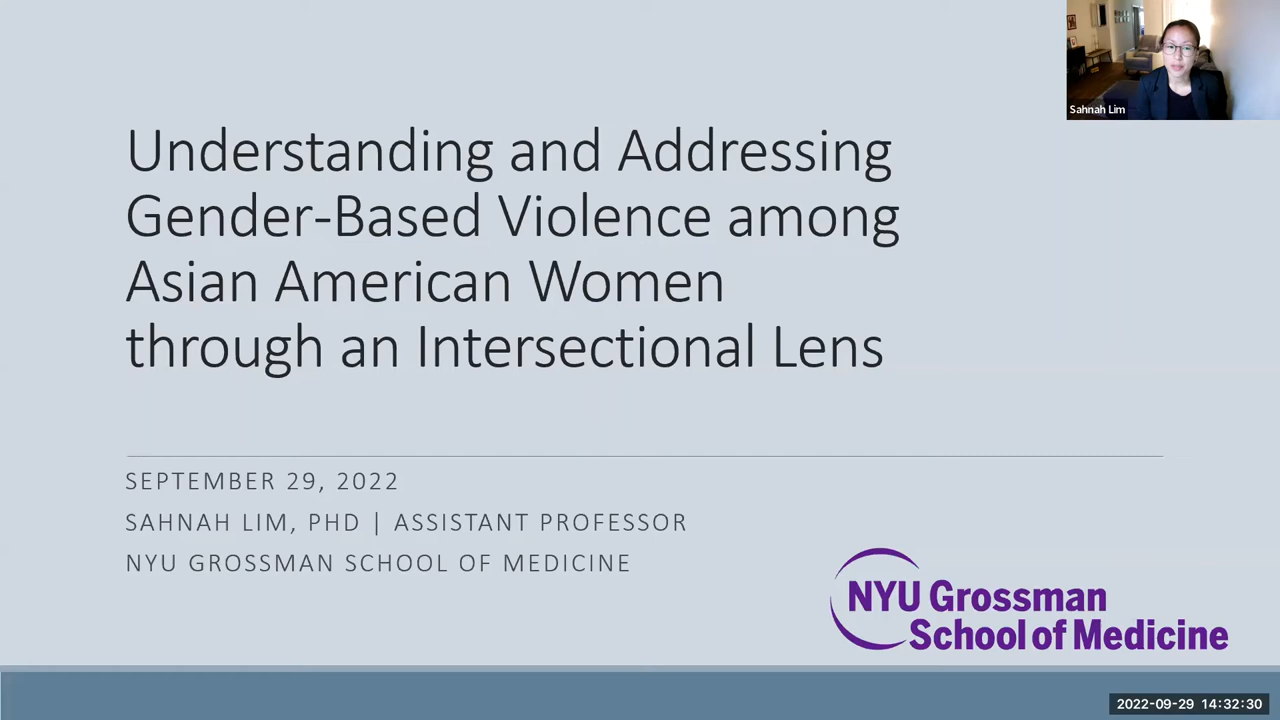 Sahnah Lim
Understanding and Addressing
Gender-Based Violence among
Asian American Women
through an Intersectional Lens
SEPTEMBER 29, 2022
SAHNAH LIM, PHD | ASSISTANT PROFESSOR
NYU GROSSMAN SCHOOL OF MEDICINE
NYU Grossman
School of Medicine
2022-09-29 14:32:30